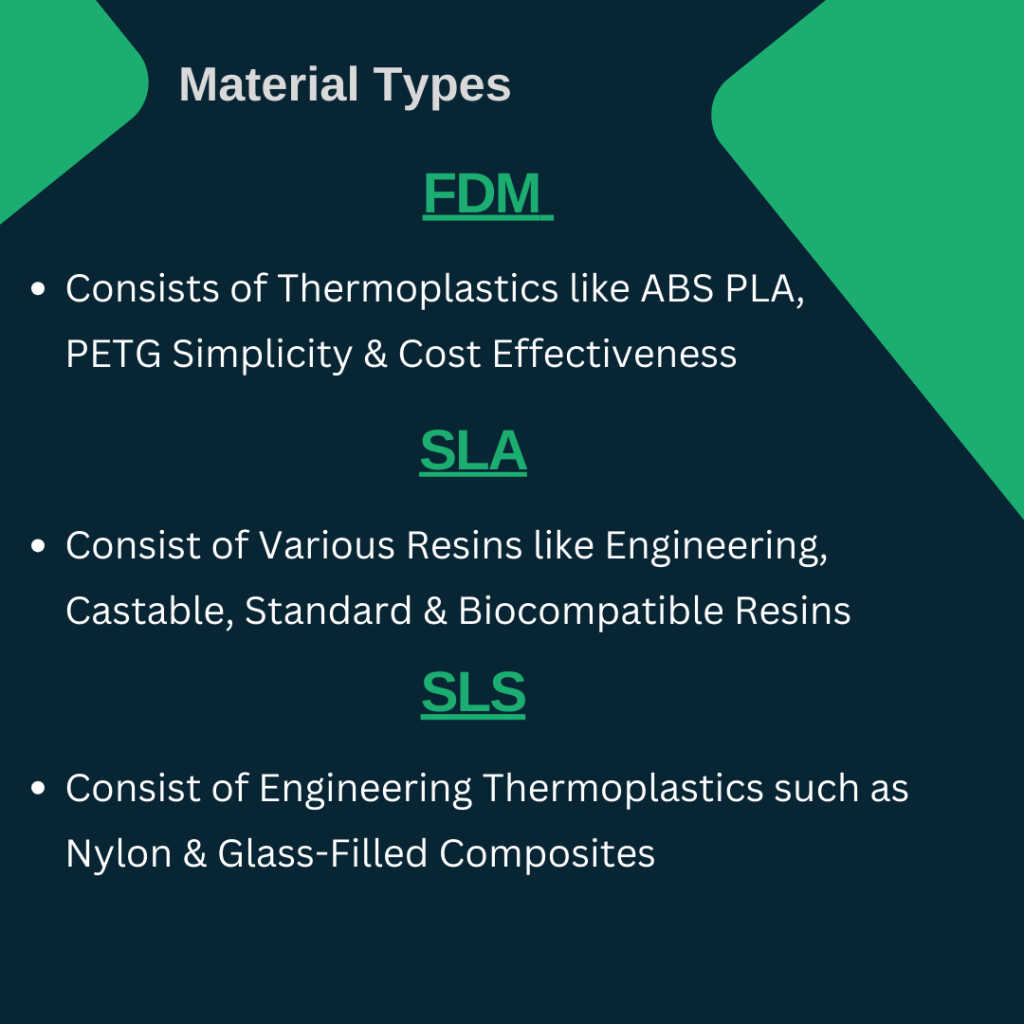 Material Types
FDM
• Consists of Thermoplastics like ABS PLA,
PETG Simplicity & Cost Effectiveness
SLA
• Consist of Various Resins like Engineering,
Castable, Standard & Biocompatible Resins
SLS
• Consist of Engineering Thermoplastics such as
Nylon & Glass-Filled Composites